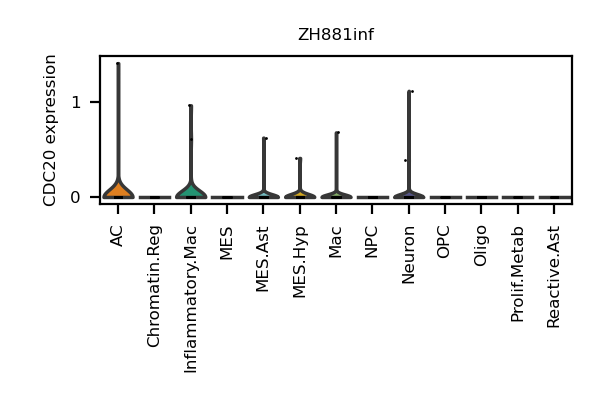 ZH881inf
CDC20 expression
1
0
AC
Chromatin.Reg
Inflammatory.Mac
MES
MES.Ast
MES.Hyp
Mac
NPC
Neuron
OPC
Oligo
Prolif.Metab
Reactive.Ast